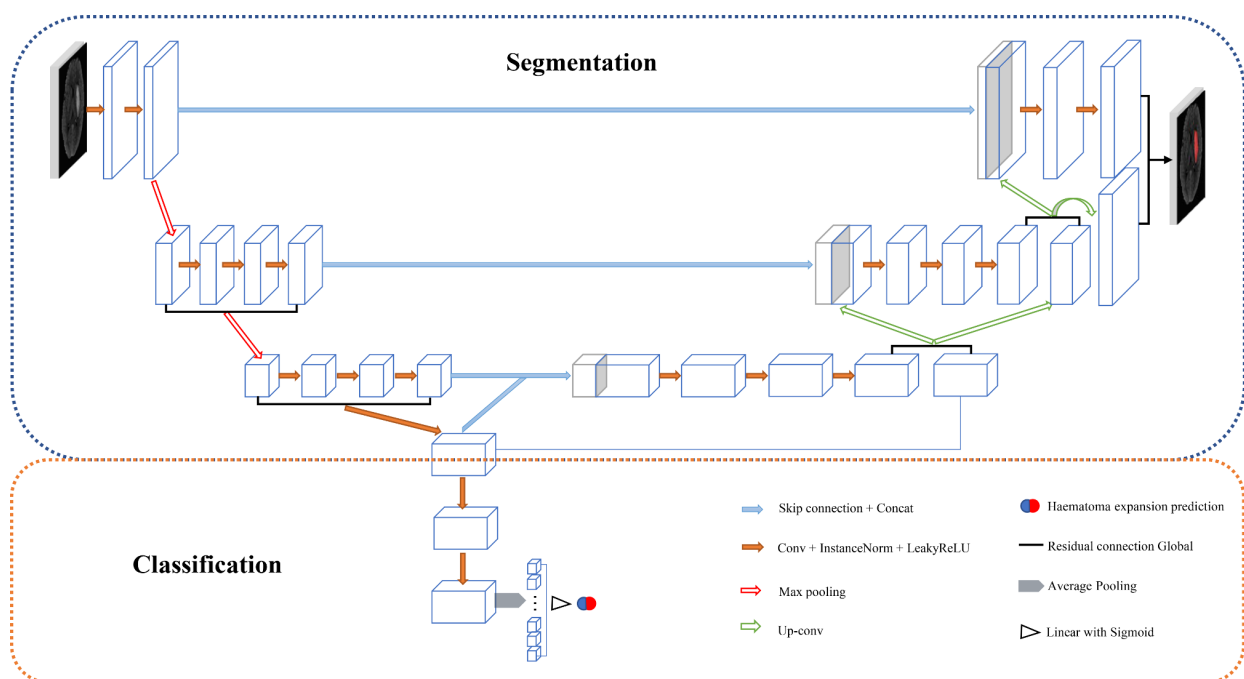 Segmentation
Classification
Skip connection + Concat
Conv + InstanceNorm + LeakyReLU
Max pooling
Up-conv
Haematoma expansion prediction
Residual connection Global
Average Pooling
Linear with Sigmoid